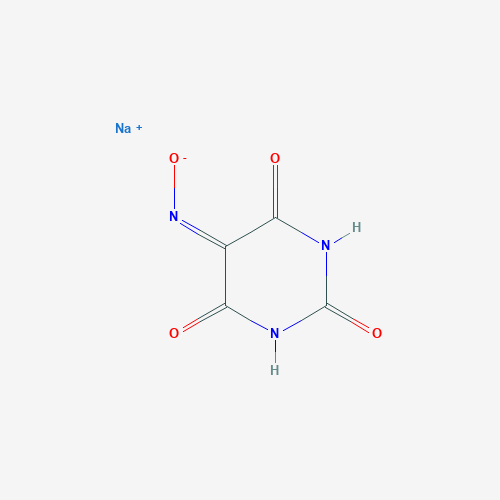 Na +
O - O
N
N H
O N O
H